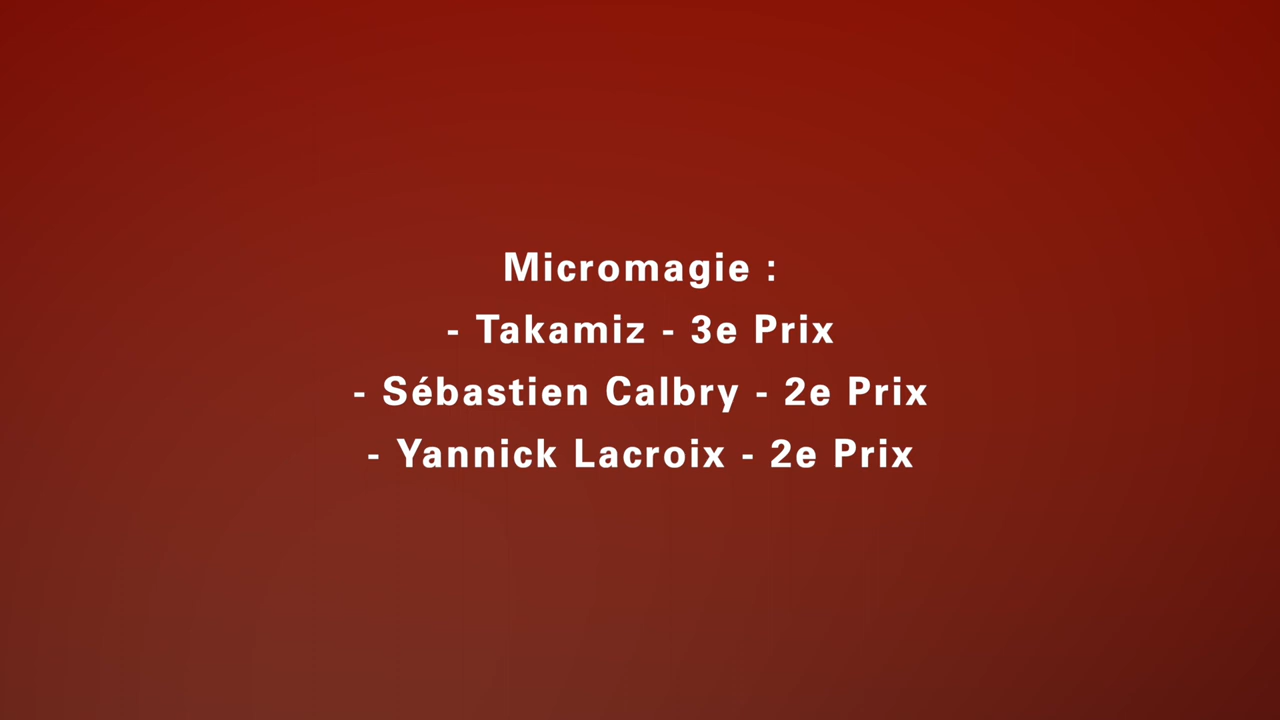 Micromagie :
- Takamiz - 3e Prix
- Sébastien Calbry - 2e Prix
- Yannick Lacroix - 2e Prix